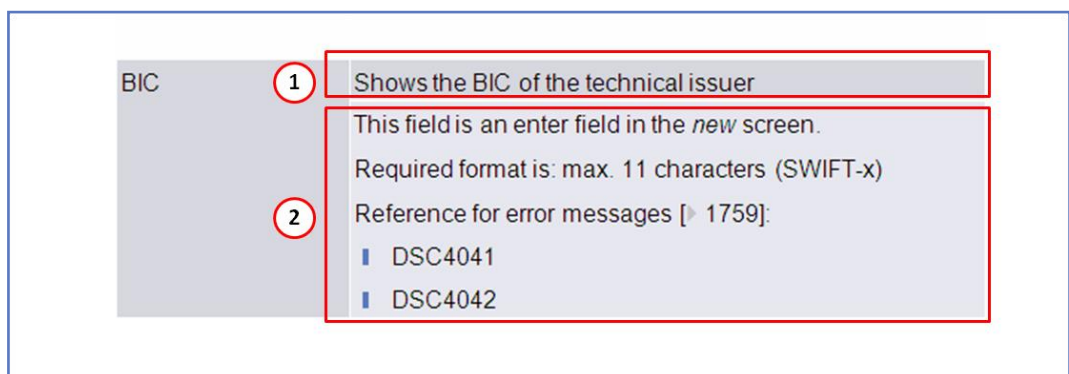 BIC
1
Shows the BIC of the technical issuer
This field is an enter field in the new screen.
Required format is: max. 11 characters (SWIFT-x)
2
Reference for error messages [▶ 1759]:
DSC4041
DSC4042